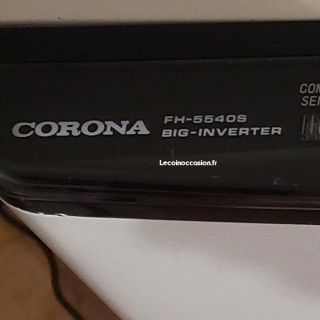 CORONA
FH-5540S
BIG-INVERTER
Lecoinoccasion.fr